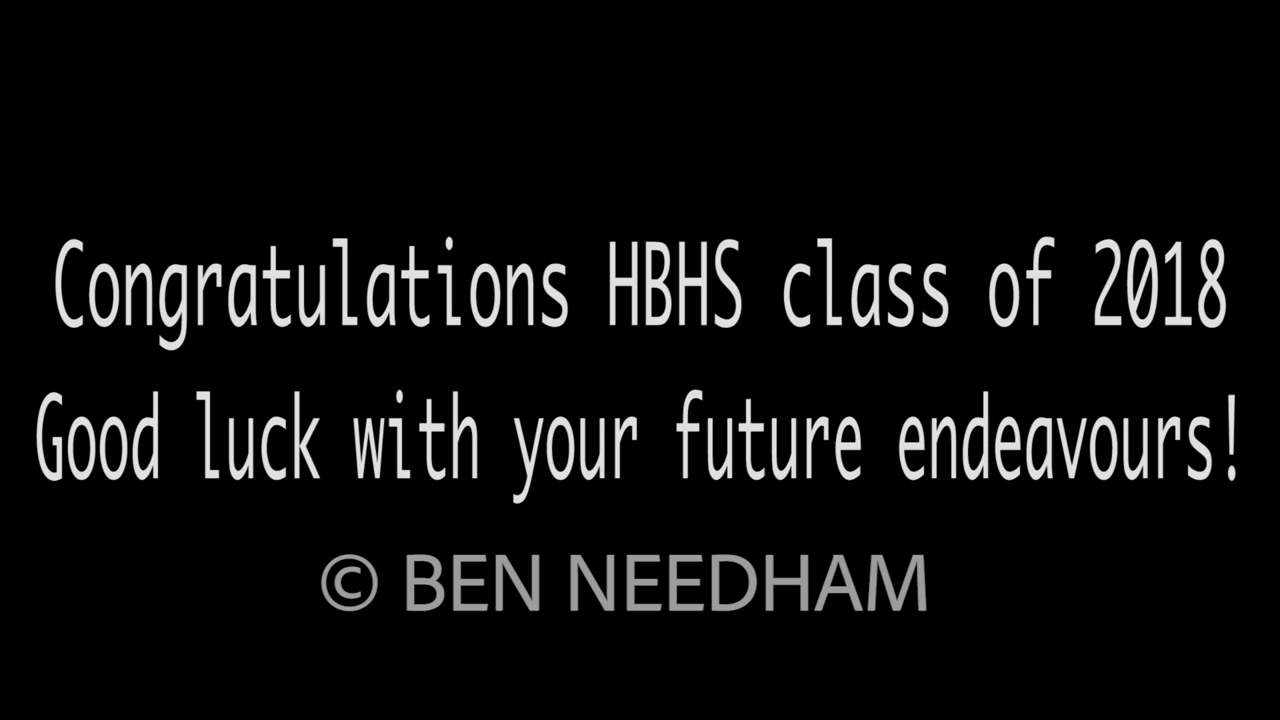 Congratulations HBHS class of 2018
Good luck with your future endeavours!
© BEN NEEDHAM